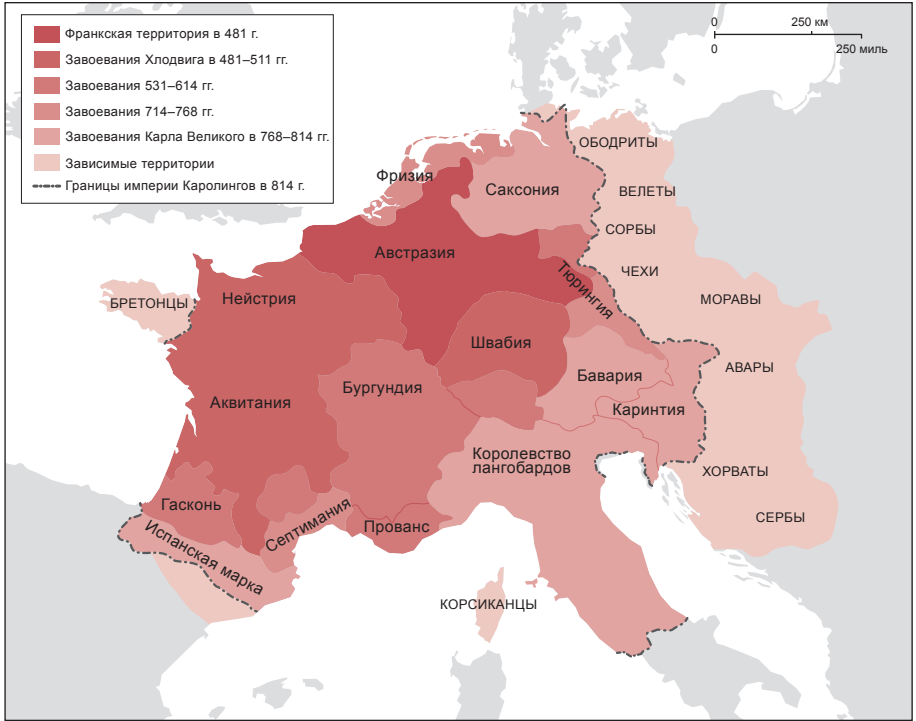 Франкская территория в 481 г.
Завоевания Хлодвига в 481–511 гг.
Завоевания 531–614 гг.
Завоевания 714–768 гг.
Завоевания Карла Великого в 768–814 гг.
Зависимые территории
Границы империи Каролингов в 814 г.
0 250 км
0 250 миль
ОБОДРИТЫ
Фризия
Саксония
ВЕЛЕТЫ
СОРБЫ
Австразия
ЧЕХИ
Тюрингия
БРЕТОНЦЫ
Нейстрия
МОРАВЫ
Швабия
АВАРЫ
Бургундия
Бавария
Аквитания
Каринтия
Королевство
лангобардов
ХОРВАТЫ
Гасконь
Септимания
Прованс
СЕРБЫ
Испанская марка
КОРСИКАНЦЫ